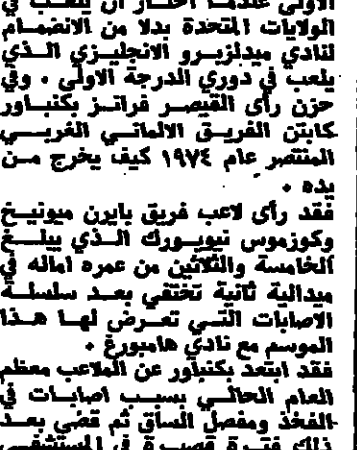 الاولى عندما اختار ان يلعب في
الولايات المتحدة بدلا من الانضمام
لنادي ميدلزبرو الانجليزي الذي
يلعب في دوري الدرجة الاولى . وفي
حزن رأى القيصر فرانتز بكنباور
كابتن الفريق الالماني الغربي
المنتصر عام ١٩٧٤ كيف يخرج من
يده .
فقد رأى لاعب فريق بايرن ميونيخ
وكوزموس نيويورك الذي يبلغ
الخامسة والثلاثين من عمره اماله في
ميدالية ثانية تختفي بعد سلسلة
الاصابات التي تعرض لها هذا
الموسم مع نادي هامبورغ .
فقد ابتعد بكنباور عن الملاعب معظم
العام الحالي بسبب اصابات في
الفخذ ومفصل الساق ثم قضى بعد
ذلك فترة قصيرة في المستشفى